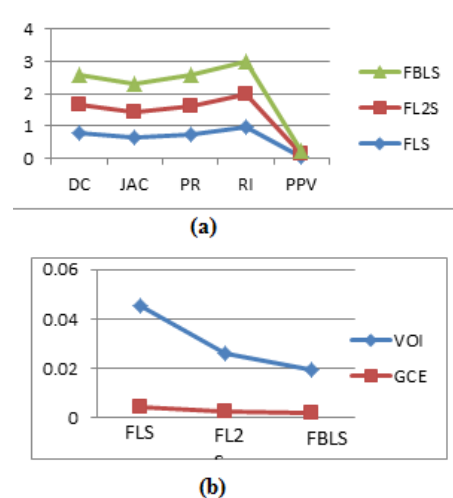 4
3
2
1
0
DC JAC PR RI PPV
FBLS
FL2S
FLS
(a)
0.06
0.04
0.02
0
FLS FL2 FBLS
VOI
GCE
(b)